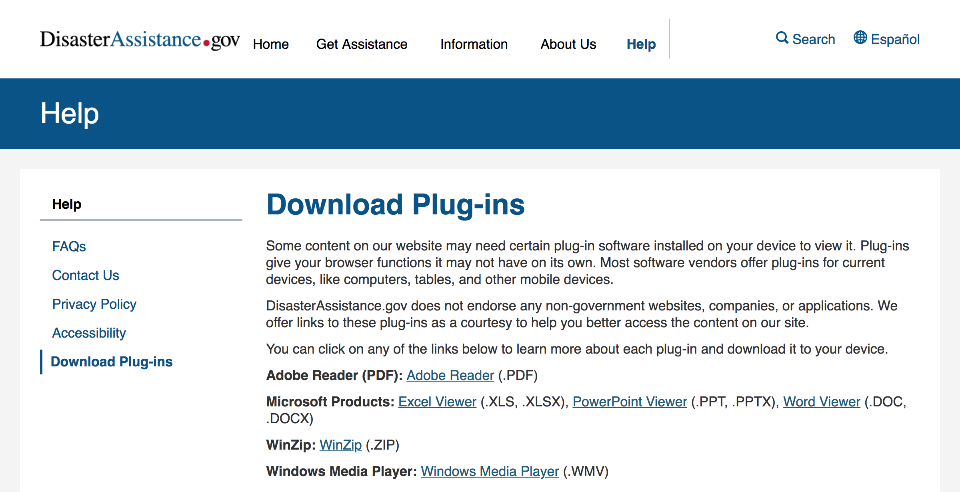 DisasterAssistance.gov Home Get Assistance Information About Us Help Search Español
Help
Help
FAQs
Contact Us
Privacy Policy
Accessibility
Download Plug-ins
Download Plug-ins
Some content on our website may need certain plug-in software installed on your device to view it. Plug-ins
give your browser functions it may not have on its own. Most software vendors offer plug-ins for current
devices, like computers, tables, and other mobile devices.
DisasterAssistance.gov does not endorse any non-government websites, companies, or applications. We
offer links to these plug-ins as a courtesy to help you better access the content on our site.
You can click on any of the links below to learn more about each plug-in and download it to your device.
Adobe Reader (PDF): Adobe Reader (.PDF)
Microsoft Products: Excel Viewer (.XLS, .XLSX), PowerPoint Viewer (.PPT, .PPTX), Word Viewer (.DOC,
.DOCX)
WinZip: WinZip (.ZIP)
Windows Media Player: Windows Media Player (.WMV)